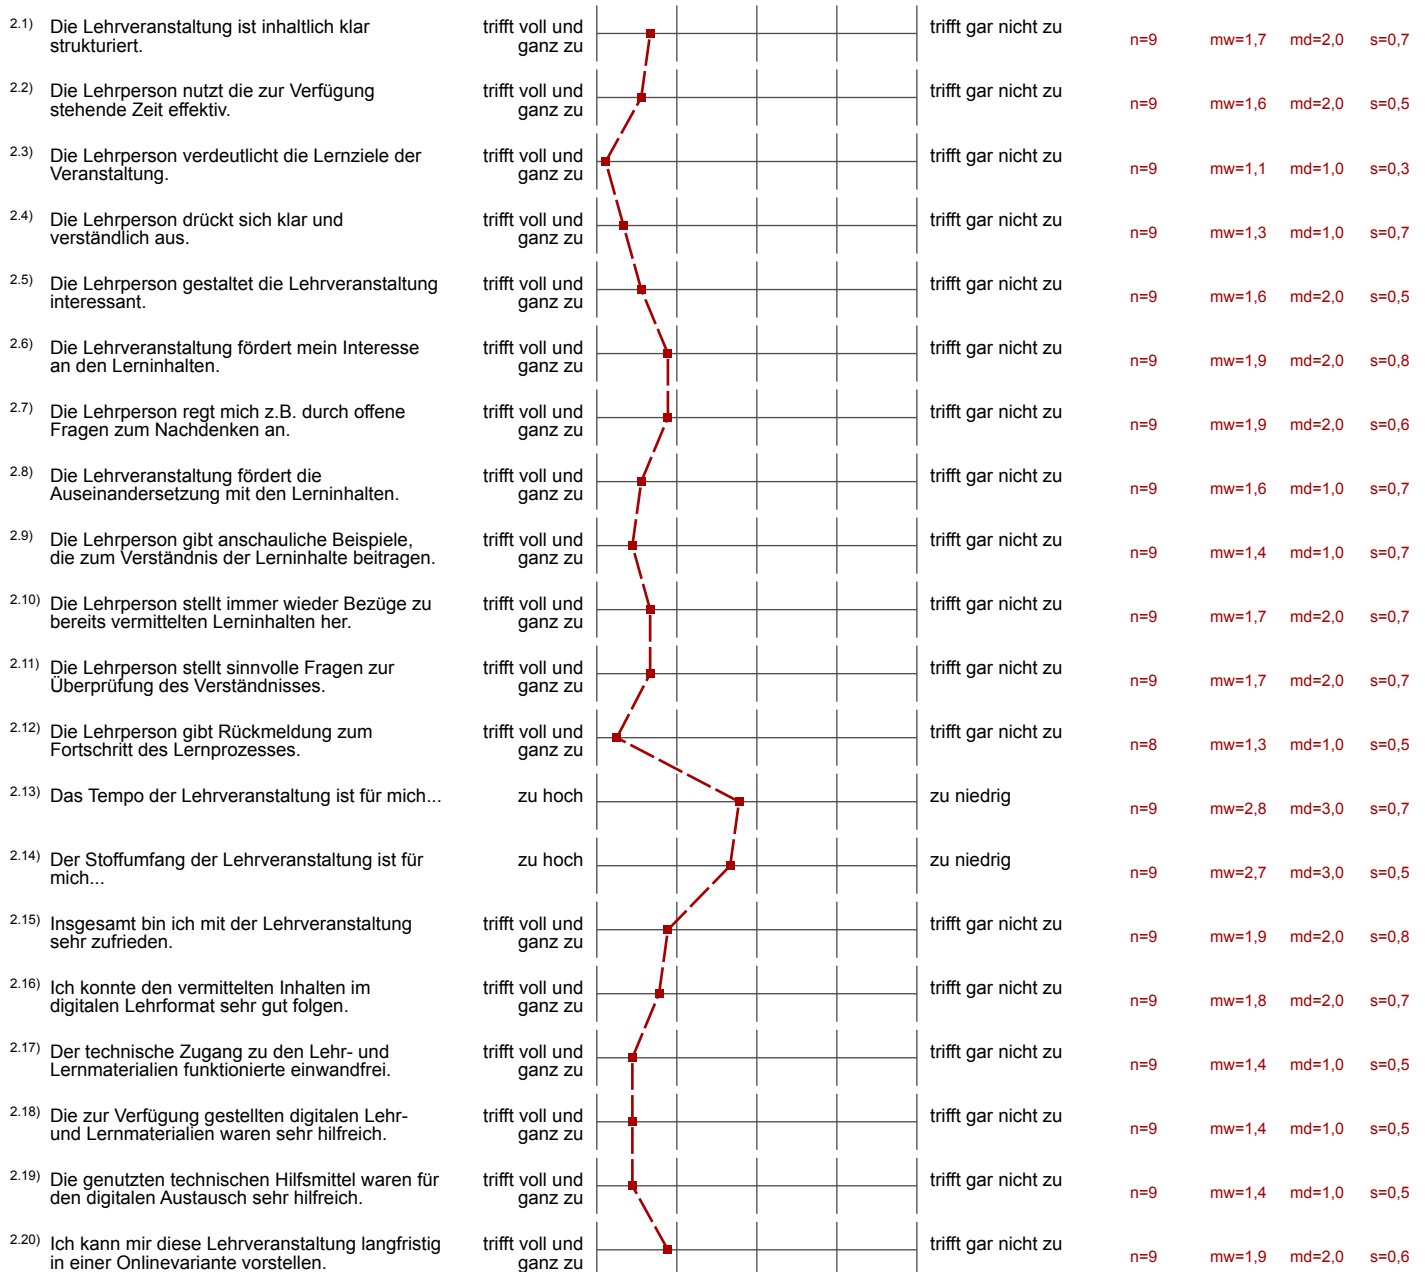 2.1) Die Lehrveranstaltung ist inhaltlich klar
strukturiert.
trifft voll und
ganz zu
trifft gar nicht zu
n=9 mw=1,7 md=2,0 s=0,7
2.2) Die Lehrperson nutzt die zur Verfügung
stehende Zeit effektiv.
trifft voll und
ganz zu
trifft gar nicht zu
n=9 mw=1,6 md=2,0 s=0,5
2.3) Die Lehrperson verdeutlicht die Lernziele der
Veranstaltung.
trifft voll und
ganz zu
trifft gar nicht zu
n=9 mw=1,1 md=1,0 s=0,3
2.4) Die Lehrperson drückt sich klar und
verständlich aus.
trifft voll und
ganz zu
trifft gar nicht zu
n=9 mw=1,3 md=1,0 s=0,7
2.5) Die Lehrperson gestaltet die Lehrveranstaltung
interessant.
trifft voll und
ganz zu
trifft gar nicht zu
n=9 mw=1,6 md=2,0 s=0,5
2.6) Die Lehrveranstaltung fördert mein Interesse
an den Lerninhalten.
trifft voll und
ganz zu
trifft gar nicht zu
n=9 mw=1,9 md=2,0 s=0,8
2.7) Die Lehrperson regt mich z.B. durch offene
Fragen zum Nachdenken an.
trifft voll und
ganz zu
trifft gar nicht zu
n=9 mw=1,9 md=2,0 s=0,6
2.8) Die Lehrveranstaltung fördert die
Auseinandersetzung mit den Lerninhalten.
trifft voll und
ganz zu
trifft gar nicht zu
n=9 mw=1,6 md=1,0 s=0,7
2.9) Die Lehrperson gibt anschauliche Beispiele,
die zum Verständnis der Lerninhalte beitragen.
trifft voll und
ganz zu
trifft gar nicht zu
n=9 mw=1,4 md=1,0 s=0,7
2.10) Die Lehrperson stellt immer wieder Bezüge zu
bereits vermittelten Lerninhalten her.
trifft voll und
ganz zu
trifft gar nicht zu
n=9 mw=1,7 md=2,0 s=0,7
2.11) Die Lehrperson stellt sinnvolle Fragen zur
Überprüfung des Verständnisses.
trifft voll und
ganz zu
trifft gar nicht zu
n=9 mw=1,7 md=2,0 s=0,7
2.12) Die Lehrperson gibt Rückmeldung zum
Fortschritt des Lernprozesses.
trifft voll und
ganz zu
trifft gar nicht zu
n=8 mw=1,3 md=1,0 s=0,5
2.13) Das Tempo der Lehrveranstaltung ist für mich...
zu hoch
zu niedrig
n=9 mw=2,8 md=3,0 s=0,7
2.14) Der Stoffumfang der Lehrveranstaltung ist für
mich...
zu hoch
zu niedrig
n=9 mw=2,7 md=3,0 s=0,5
2.15) Insgesamt bin ich mit der Lehrveranstaltung
sehr zufrieden.
trifft voll und
ganz zu
trifft gar nicht zu
n=9 mw=1,9 md=2,0 s=0,8
2.16) Ich konnte den vermittelten Inhalten im
digitalen Lehrformat sehr gut folgen.
trifft voll und
ganz zu
trifft gar nicht zu
n=9 mw=1,8 md=2,0 s=0,7
2.17) Der technische Zugang zu den Lehr- und
Lernmaterialien funktionierte einwandfrei.
trifft voll und
ganz zu
trifft gar nicht zu
n=9 mw=1,4 md=1,0 s=0,5
2.18) Die zur Verfügung gestellten digitalen Lehr-
und Lernmaterialien waren sehr hilfreich.
trifft voll und
ganz zu
trifft gar nicht zu
n=9 mw=1,4 md=1,0 s=0,5
2.19) Die genutzten technischen Hilfsmittel waren für
den digitalen Austausch sehr hilfreich.
trifft voll und
ganz zu
trifft gar nicht zu
n=9 mw=1,4 md=1,0 s=0,5
2.20) Ich kann mir diese Lehrveranstaltung langfristig
in einer Onlinevariante vorstellen.
trifft voll und
ganz zu
trifft gar nicht zu
n=9 mw=1,9 md=2,0 s=0,6